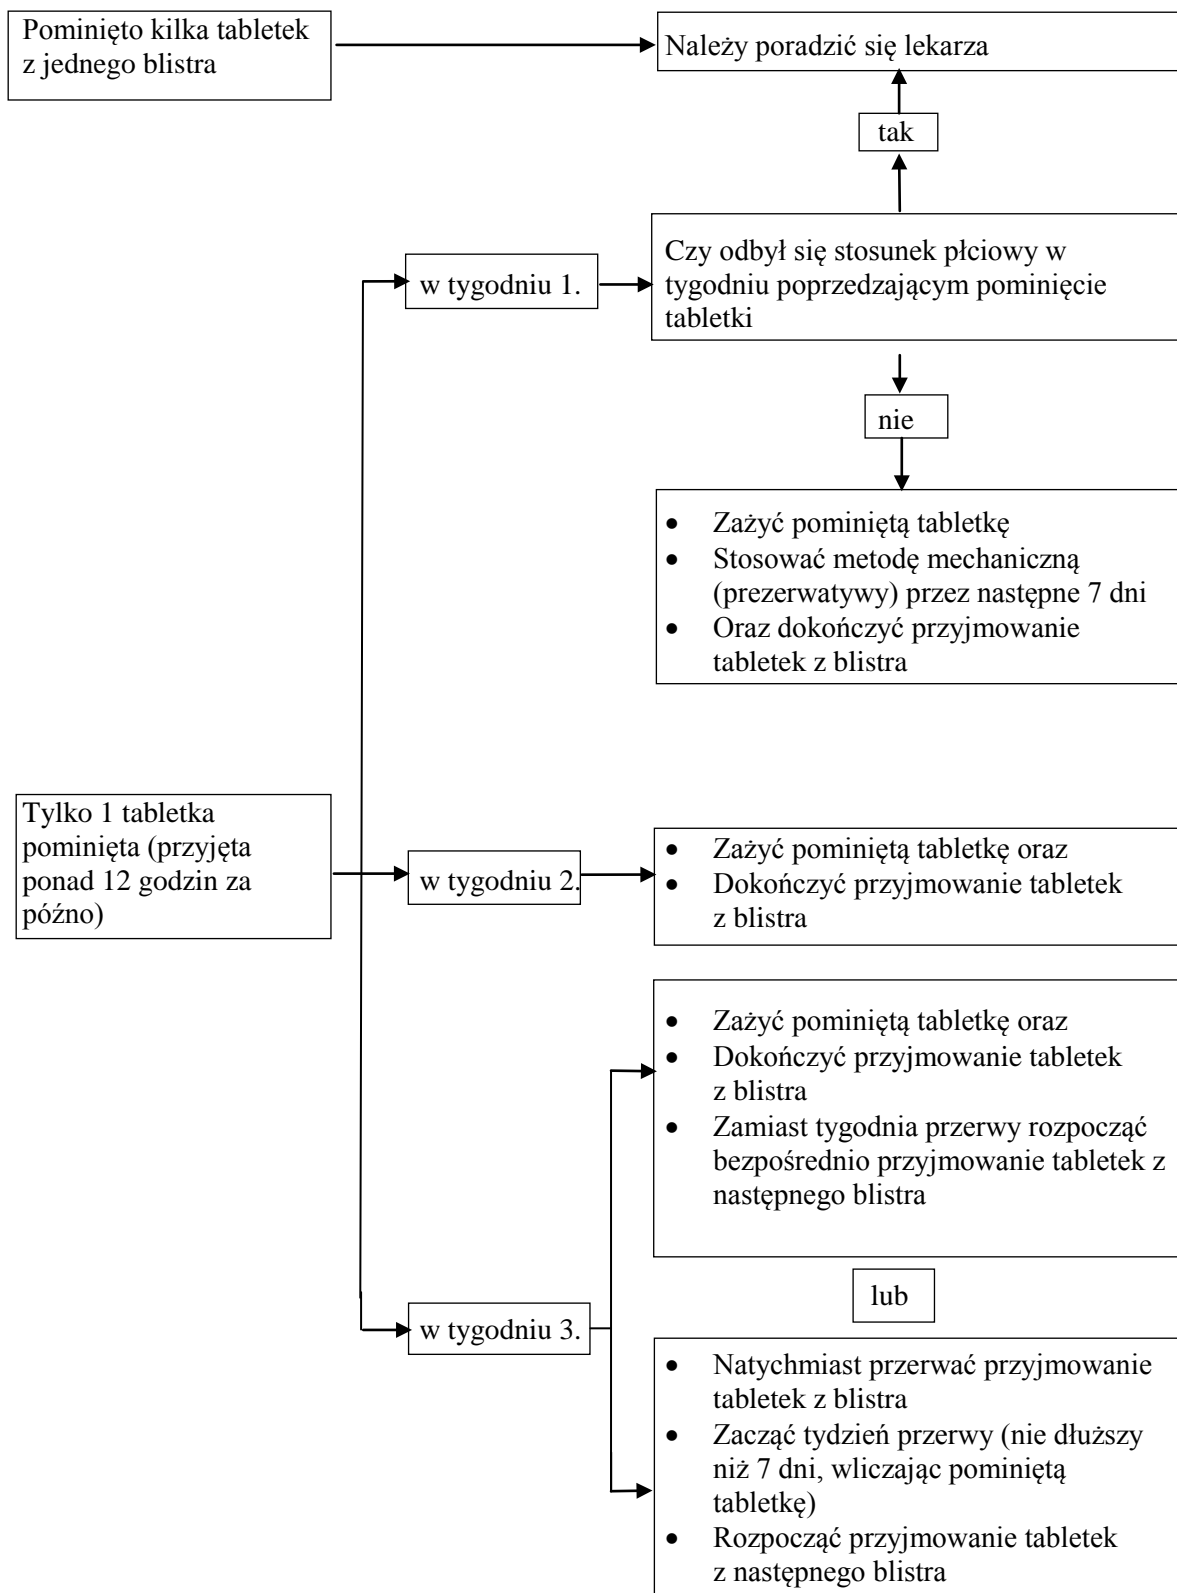 Pominięto kilka tabletek
z jednego blistra
Należy poradzić się lekarza
tak
Czy odbył się stosunek płciowy w
tygodniu poprzedzającym pominięcie
tabletki
w tygodniu 1.
nie
• Zażyć pominiętą tabletkę
• Stosować metodę mechaniczną
(prezerwatywy) przez następne 7 dni
• Oraz dokończyć przyjmowanie
tabletek z blistra
Tylko 1 tabletka
pominięta (przyjęta
ponad 12 godzin za
późno)
w tygodniu 2.
• Zażyć pominiętą tabletkę oraz
• Dokończyć przyjmowanie tabletek
z blistra
• Zażyć pominiętą tabletkę oraz
• Dokończyć przyjmowanie tabletek
z blistra
• Zamiast tygodnia przerwy rozpocząć
bezpośrednio przyjmowanie tabletek z
następnego blistra
lub
w tygodniu 3.
• Natychmiast przerwać przyjmowanie
tabletek z blistra
• Zacząć tydzień przerwy (nie dłuższy
niż 7 dni, wliczając pominiętą
tabletkę)
• Rozpocząć przyjmowanie tabletek
z następnego blistra